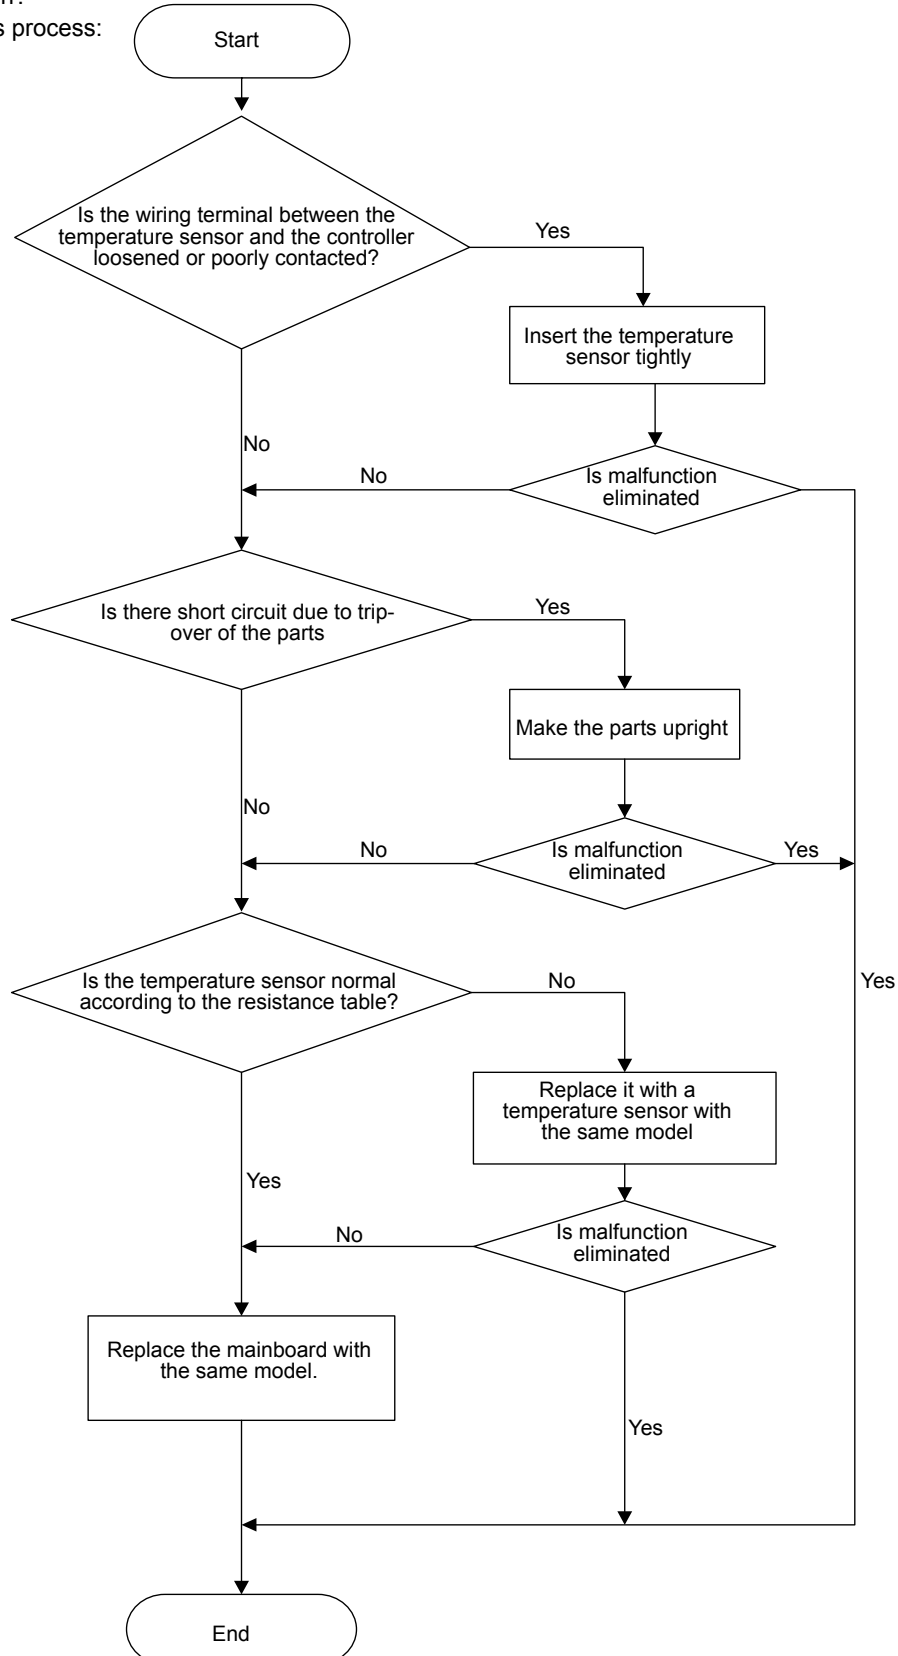 s process:
Start
Is the wiring terminal between the
temperature sensor and the controller
loosened or poorly contacted?
Yes
Insert the temperature
sensor tightly
No
No
Is malfunction
eliminated
Is there short circuit due to trip-
over of the parts
Yes
Make the parts upright
No
No
Is malfunction
eliminated
Yes
Is the temperature sensor normal
according to the resistance table?
No
Yes
Replace it with a
temperature sensor with
the same model
Yes
No
Is malfunction
eliminated
Replace the mainboard with
the same model.
Yes
End